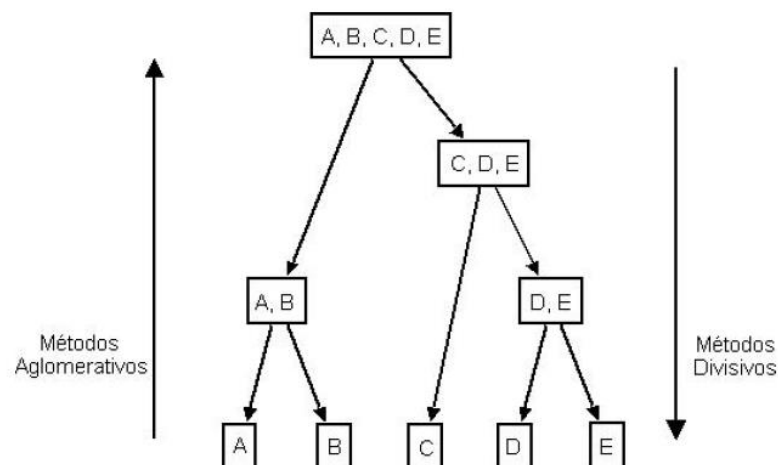 A, B, C, D, E
C, D, E
A, B
D, E
Métodos
Aglomerativos
Métodos
Divisivos
A
B
C
D
E